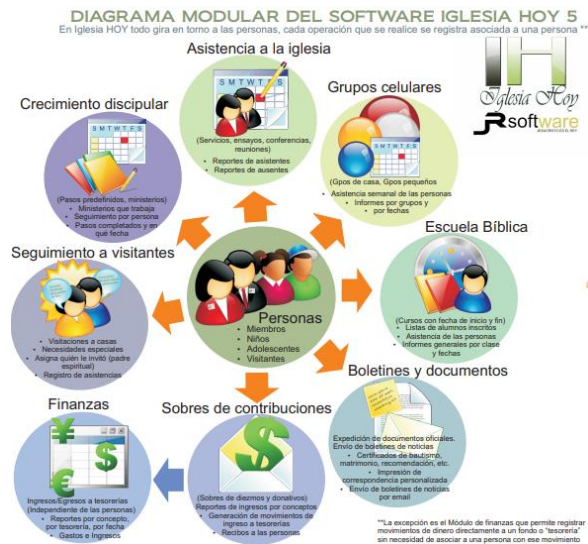 DIAGRAMA MODULAR DEL SOFTWARE IGLESIA HOY 5
En Iglesia HOY todo gira en torno a las personas, cada operación que se realice se registra asociada a una persona **
Iglesia Hoy
JR software
Asistencia a la iglesia
S M T W T F S
(Servicios, ensayos, conferencias,
reuniones)
• Reportes de asistentes
• Reportes de ausentes
Grupos celulares
(Gpos de casa, Gpos pequeños)
• Asistencia semanal de las personas
• Informes por grupos y
por fechas
Crecimiento discipular
S M T W T F S
(Pasos predefinidos, ministerios)
• Ministerios que trabaja
• Seguimiento por persona
• Pasos completados y en
qué fecha
Escuela Bíblica
(Cursos con fecha de inicio y fin)
• Listas de alumnos inscritos
• Asistencia de las personas
• Informes generales por clase y
fechas
Seguimiento a visitantes
• Visitaciones a casas
• Necesidades especiales
• Asigna quién le invitó (padre
espiritual)
• Registro de asistencias
Personas
• Miembros
• Niños
• Adolescentes
• Visitantes
Boletines y documentos
Expedición de documentos oficiales.
Envío de boletines de noticias
• Certificados de bautismo,
matrimonio, recomendación, etc.
• Impresión de
correspondencia personalizada
• Envío de boletines de noticias
por email
Finanzas
¥
$
€
Ingresos/Egresos a tesorerías
(Independiente de las personas)
• Reportes por concepto,
por tesorería, por fecha
• Gastos e Ingresos
Sobres de contribuciones
$
(Sobres de diezmos y donativos)
Reportes de ingresos por conceptos
• Generación de movimientos de
ingreso a tesorerías
• Recibos a las personas
**La excepción es el Módulo de finanzas que permite registrar
movimientos de dinero directamente a un fondo o "tesorería"
sin necesidad de asociar a una persona con ese movimiento